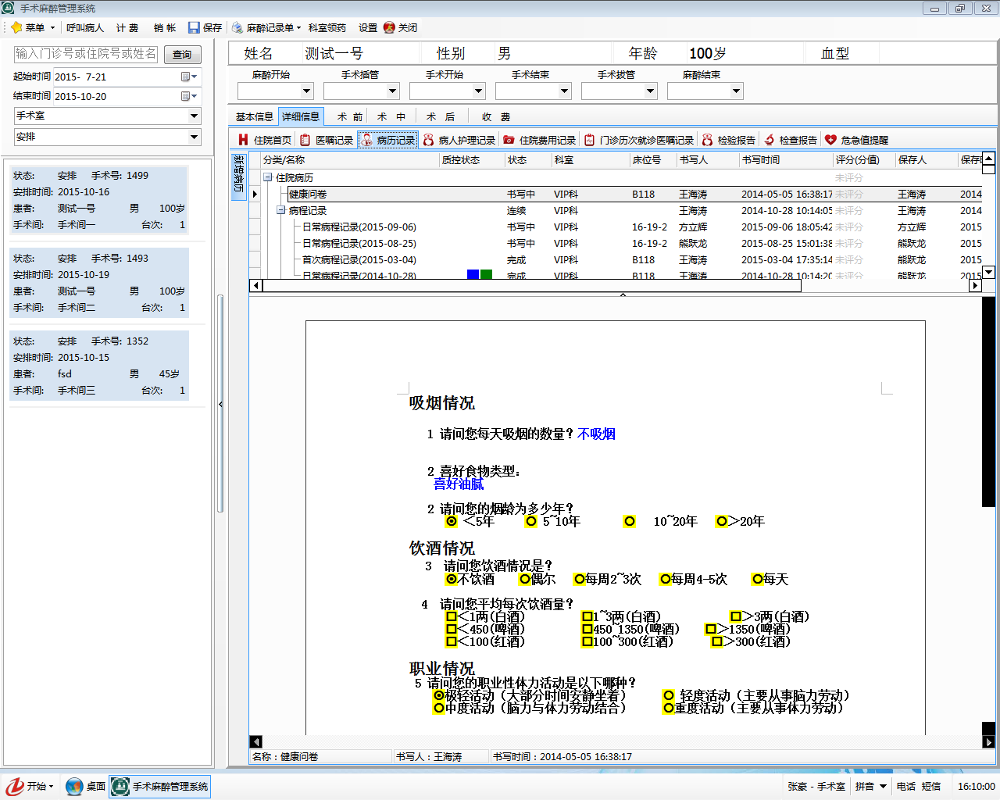 手术麻醉管理系统
菜单 呼叫病人 计 费 销 帐 保存 麻醉记录单 科室领药 设置 关闭
输入门诊号或住院号或姓名 查询
起始时间 2015- 7-21
结束时间 2015-10-20
手术室
安排
状态: 安排 手术号: 1499
安排时间: 2015-10-16
患者: 测试一号 男 100岁
手术间: 手术间一 台次: 1
状态: 安排 手术号: 1493
安排时间: 2015-10-19
患者: 测试一号 男 100岁
手术间: 手术间二 台次: 1
状态: 安排 手术号: 1352
安排时间: 2015-10-15
患者: fsd 男 45岁
手术间: 手术间三 台次: 1
姓名 测试一号 性别 男 年龄 100岁 血型
麻醉开始 手术插管 手术开始 手术结束 手术拔管 麻醉结束
基本信息 详细信息 术 前 术 中 术 后 收 费
住院首页 医嘱记录 病历记录 病人护理记录 住院费用记录 门诊历次就诊医嘱记录 检验报告 检查报告 危急值提醒
新增病历
分类/名称 质控状态 状态 科室 床位号 书写人 书写时间 评分(分值) 保存人 保存时
住院病历 未评分
健康问卷 书写中 VIP科 B118 王海涛 2014-05-05 16:38:17 未评分 王海涛 2014
病程记录 连续 VIP科 王海涛 2014-10-28 10:14:05 未评分 王海涛 2014
日常病程记录(2015-09-06) 书写中 VIP科 16-19-2 方立辉 2015-09-06 18:05:42 未评分 方立辉 2015
日常病程记录(2015-08-25) 书写中 VIP科 16-19-2 熊跃龙 2015-08-25 15:01:38 未评分 熊跃龙 2015
首次病程记录(2015-03-04) 完成 VIP科 B118 王海涛 2015-03-04 17:35:14 未评分 熊跃龙 2015
日常病程记录(2014-10-28) 完成 VIP科 B118 王海涛 2014-10-28 10:14:20 未评分 熊跃龙 2015
吸烟情况
1 请问您每天吸烟的数量？不吸烟
2 喜好食物类型：
喜好油腻
2 请问您的烟龄为多少年？
＜5年 5~10年 10~20年 ＞20年
饮酒情况
3 请问您饮酒情况是？
不饮酒 偶尔 每周2~3次 每周4-5次 每天
4 请问您平均每次饮酒量？
＜1两(白酒) 1~3两(白酒) ＞3两(白酒)
＜450(啤酒) 450~1350(啤酒) ＞1350(啤酒)
＜100(红酒) 100~300(红酒) ＞300(红酒)
职业情况
5 请问您的职业性体力活动是以下哪种？
极轻活动（大部分时间安静坐着） 轻度活动（主要从事脑力劳动）
中度活动（脑力与体力劳动结合） 重度活动（主要从事体力劳动）
名称：健康问卷 书写人：王海涛 书写时间：2014-05-05 16:38:17
开始 桌面 手术麻醉管理系统 张豪 - 手术室 拼音 电话 短信 16:10:00